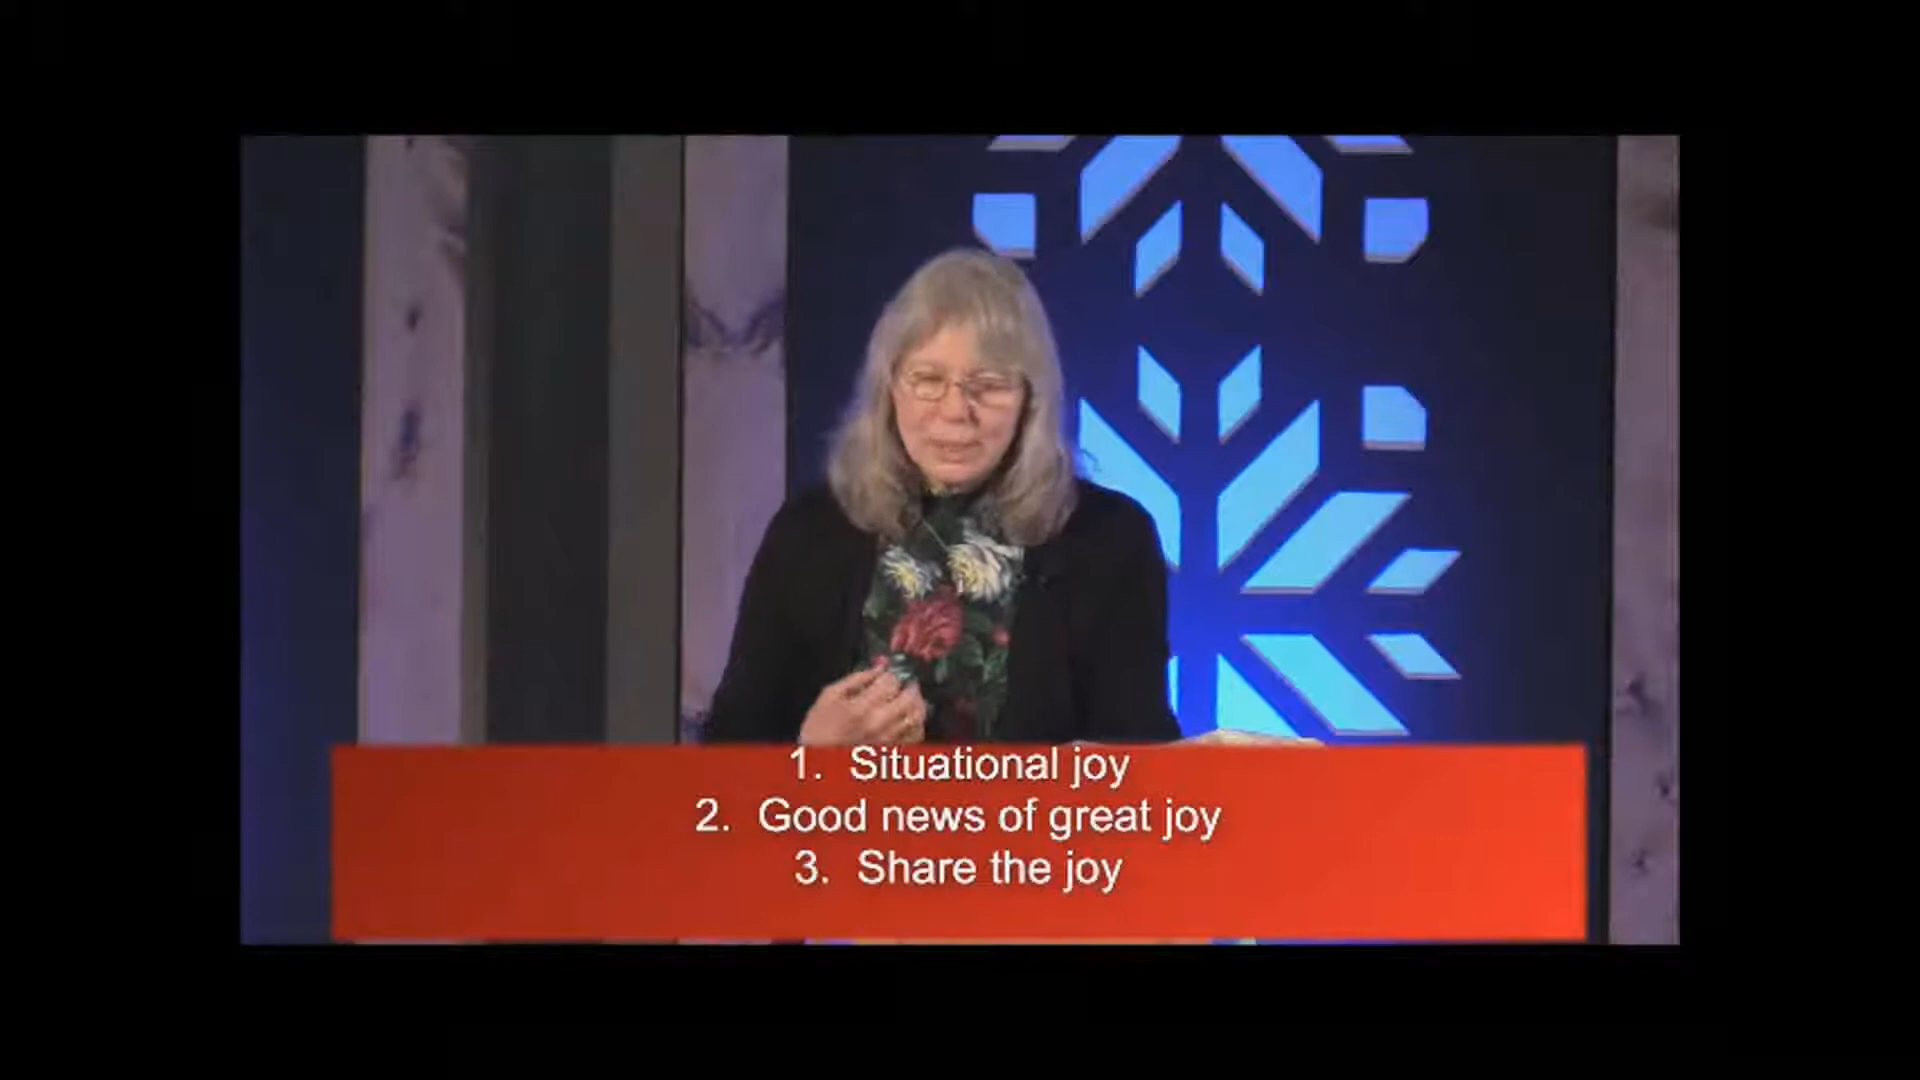 1. Situational joy
2. Good news of great joy
3. Share the joy